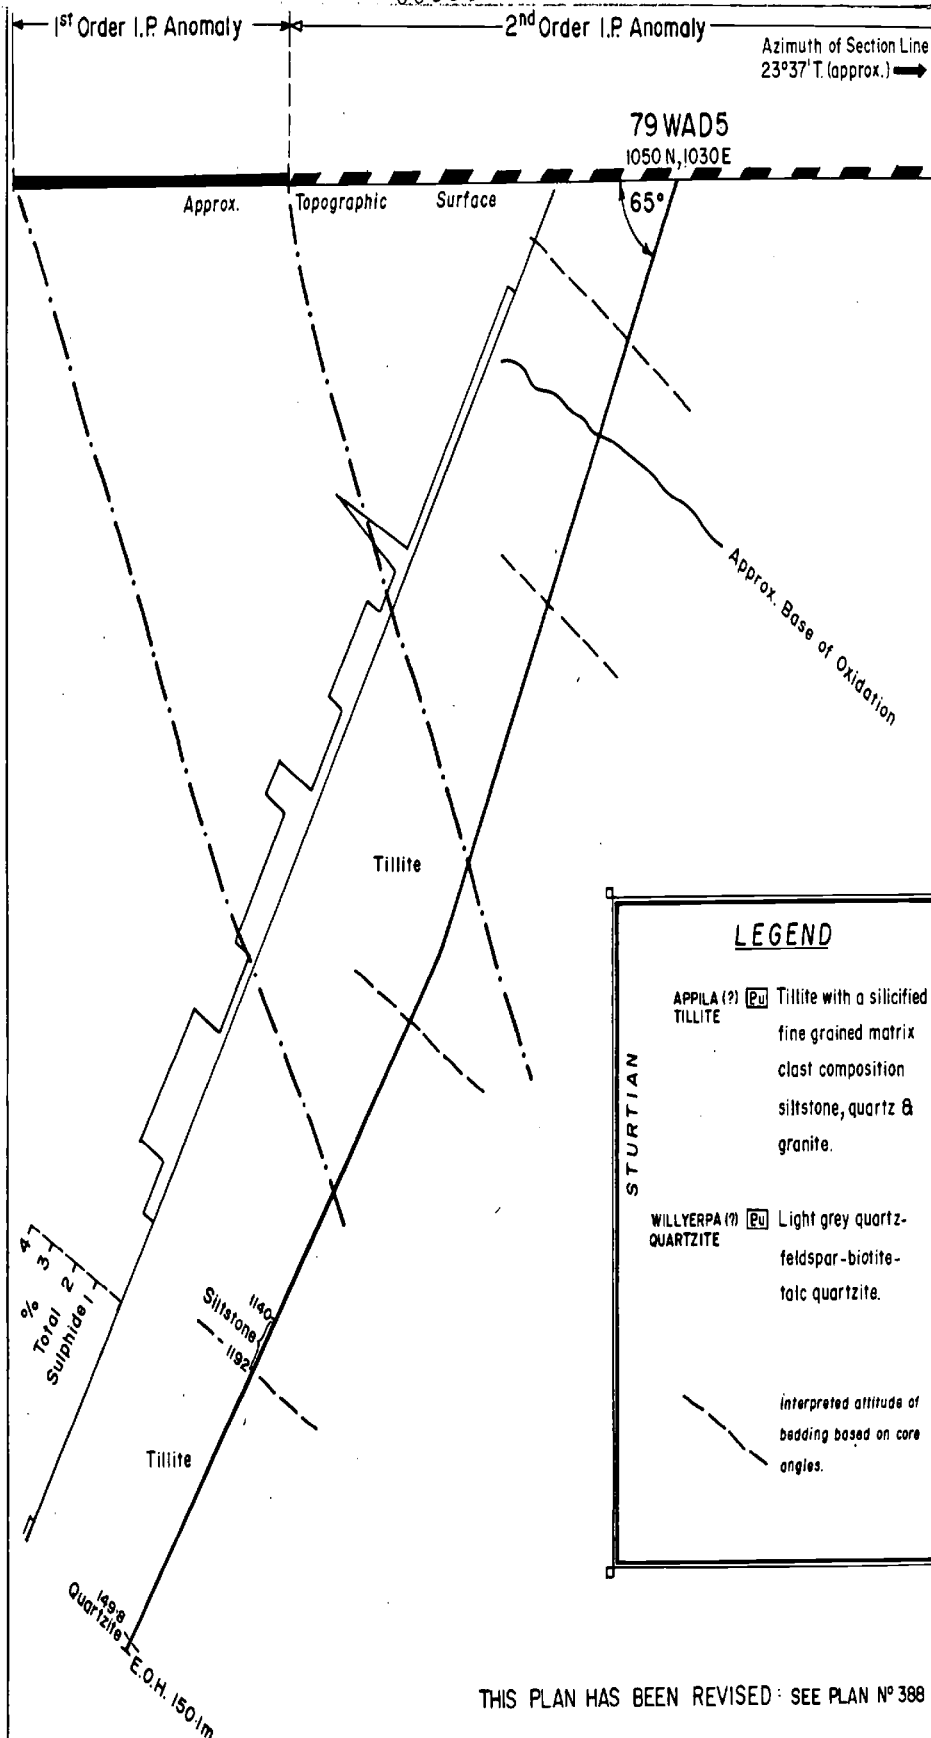 1st Order I.P. Anomaly
2nd Order I.P. Anomaly
Azimuth of Section Line
23°37'T. (approx.)
79 WAD5
1050 N, 1030 E
Approx. Topographic Surface
65°
Approx. Base of Oxidation
Tillite
LEGEND
STURTIAN
APPILA (?) Pu Tillite with a silicified
TILLITE
fine grained matrix
clast composition
siltstone, quartz &
granite.
WILLYERPA (?) Pu Light grey quartz-
QUARTZITE
feldspar-biotite-
talc quartzite.
interpreted attitude of
bedding based on core
angles.
4 3 2 1
%
Total
Sulphide
114·0
Siltstone
119·2
Tillite
149·8
Quartzite
E.O.H. 150·1m
THIS PLAN HAS BEEN REVISED : SEE PLAN Nº 388